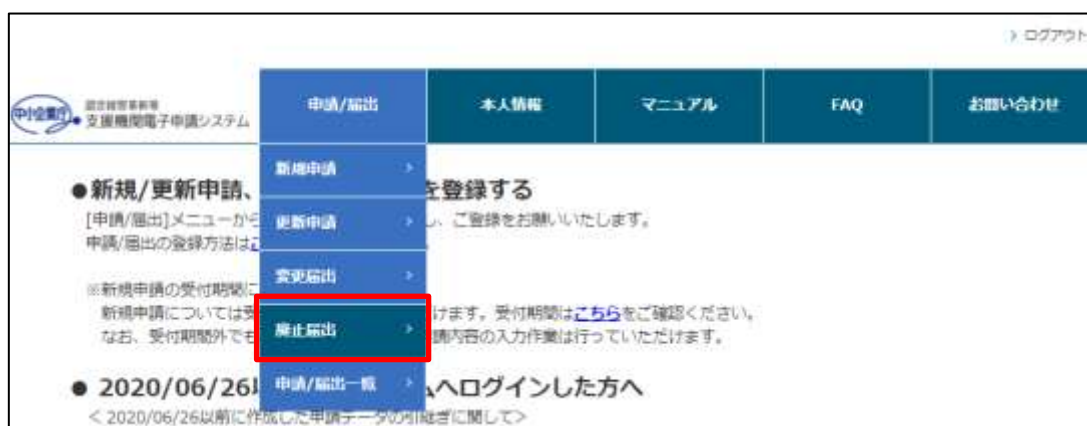 > ログアウト
中小企業庁 認定経営革新等
支援機関電子申請システム
申請/届出 本人情報 マニュアル FAQ お問い合わせ
新規申請 >
●新規/更新申請、 を登録する
[申請/届出]メニューから 更新申請 > し、ご登録をお願いいたします。
申請/届出の登録方法はこ
変更届出 >
※新規申請の受付期間に
新規申請については受 けます。受付期間はこちらをご確認ください。
廃止届出 >
なお、受付期間外でも 請内容の入力作業は行っていただけます。
申請/届出一覧 >
● 2020/06/26 へログインした方へ
< 2020/06/26以前に作成した申請データの引継ぎに関して>